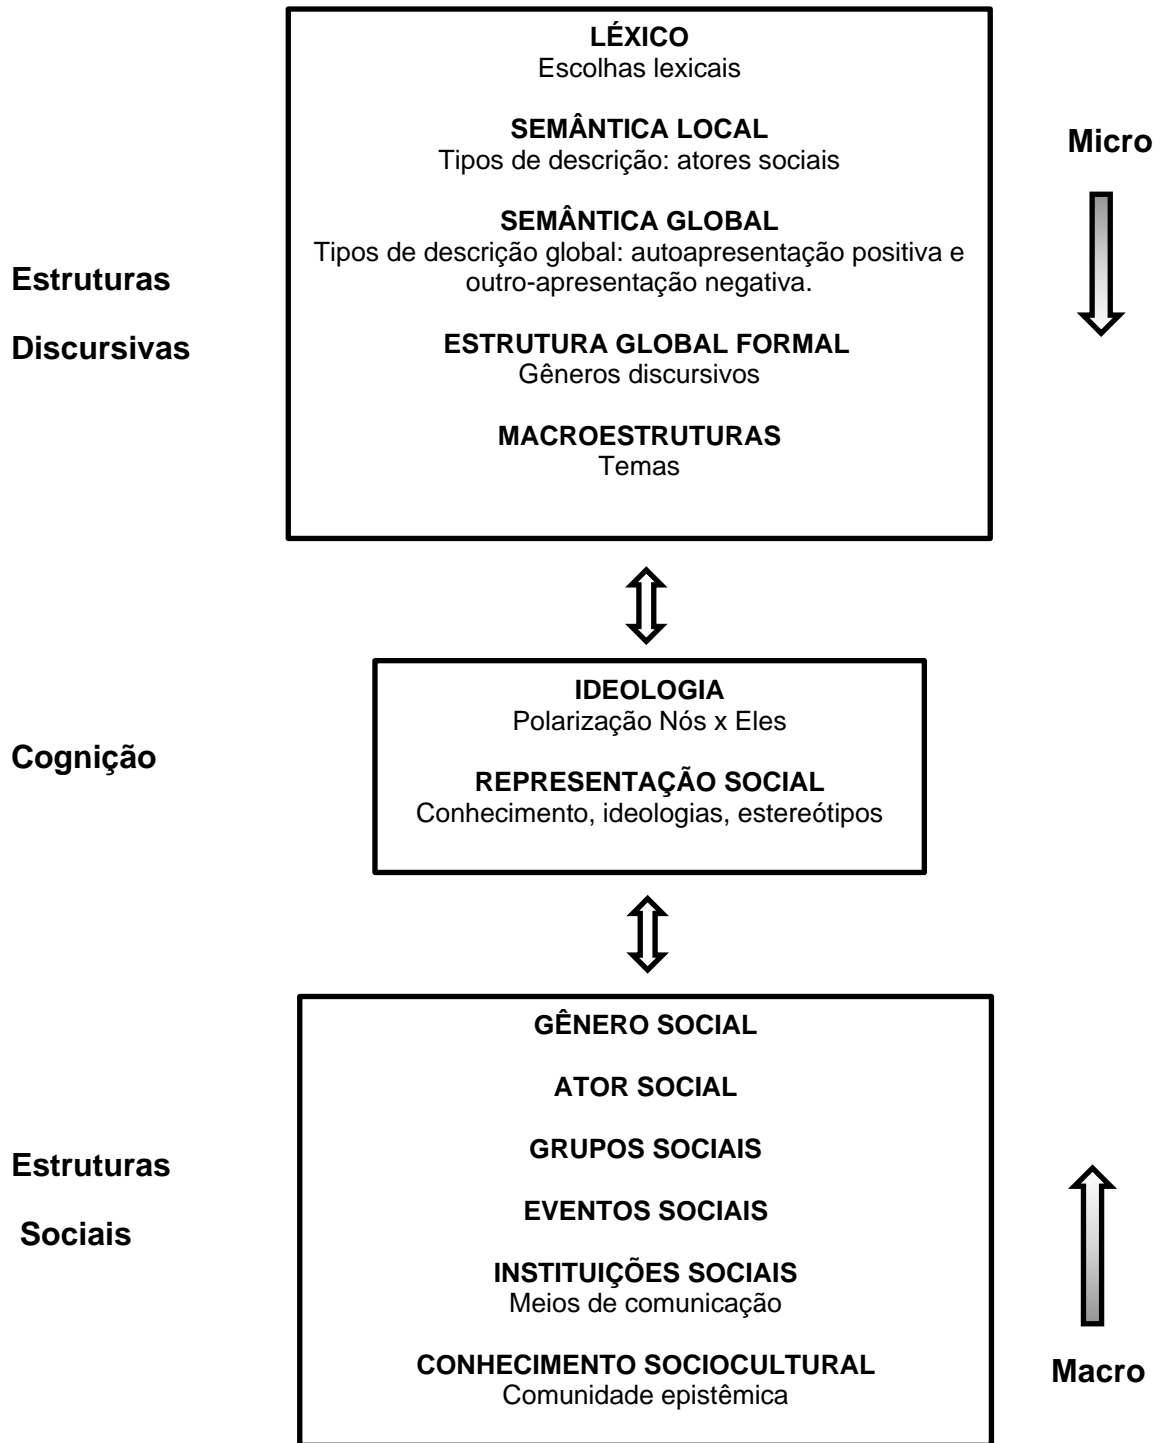 LÉXICO
Escolhas lexicais
SEMÂNTICA LOCAL
Tipos de descrição: atores sociais
Micro
SEMÂNTICA GLOBAL
Tipos de descrição global: autoapresentação positiva e
outro-apresentação negativa.
Estruturas
Discursivas
ESTRUTURA GLOBAL FORMAL
Gêneros discursivos
MACROESTRUTURAS
Temas
IDEOLOGIA
Polarização Nós x Eles
Cognição
REPRESENTAÇÃO SOCIAL
Conhecimento, ideologias, estereótipos
GÊNERO SOCIAL
ATOR SOCIAL
GRUPOS SOCIAIS
Estruturas
Sociais
EVENTOS SOCIAIS
INSTITUIÇÕES SOCIAIS
Meios de comunicação
CONHECIMENTO SOCIOCULTURAL
Comunidade epistêmica
Macro